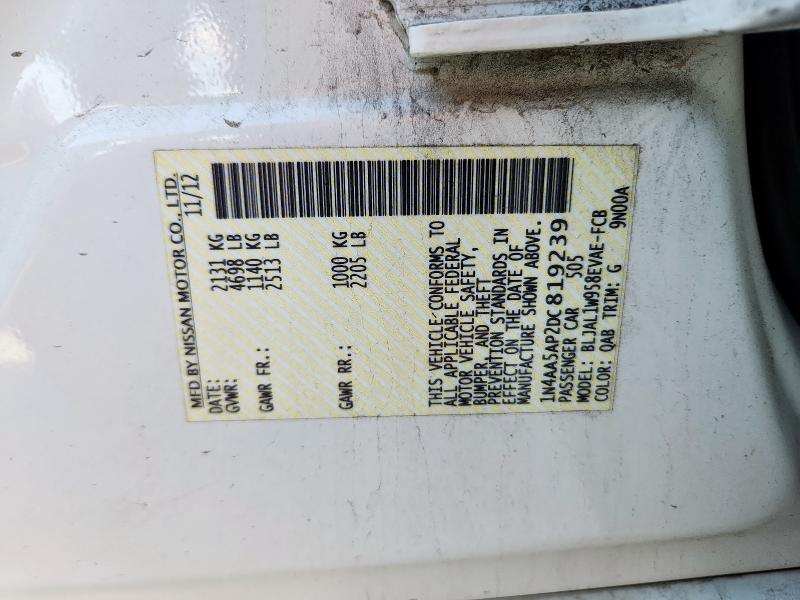 MFD BY NISSAN MOTOR CO., LTD.
DATE: 11/12
GVWR: 2131 KG
4698 LB
GAWR FR.: 1140 KG
2513 LB
GAWR RR.: 1000 KG
2205 LB
THIS VEHICLE CONFORMS TO
ALL APPLICABLE FEDERAL
MOTOR VEHICLE SAFETY,
BUMPER, AND THEFT
PREVENTION STANDARDS IN
EFFECT ON THE DATE OF
MANUFACTURE SHOWN ABOVE.
1N4AA5AP2DC819239
PASSENGER CAR 505
MODEL: BLJAL1W958EVAE-FCB
COLOR: QAB TRIM: G 9N00A